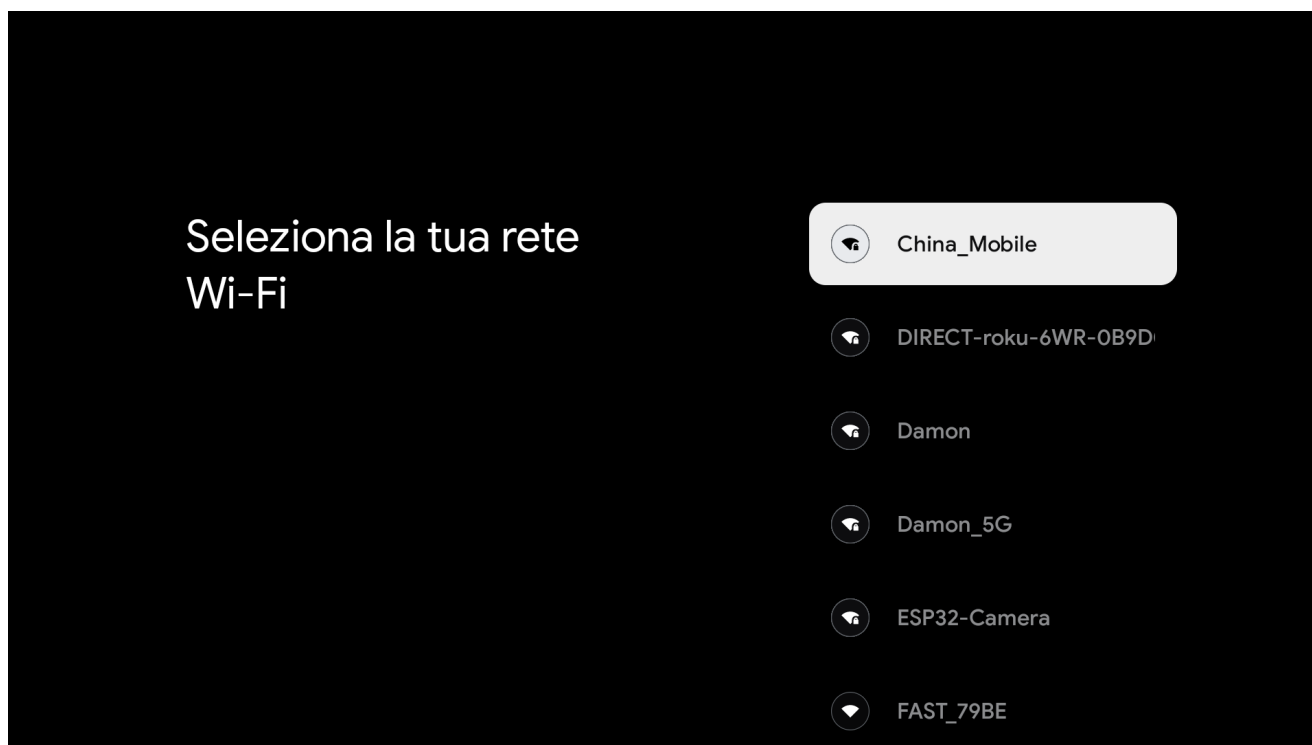 Seleziona la tua rete
Wi-Fi
China_Mobile
DIRECT-roku-6WR-0B9D
Damon
Damon_5G
ESP32-Camera
FAST_79BE